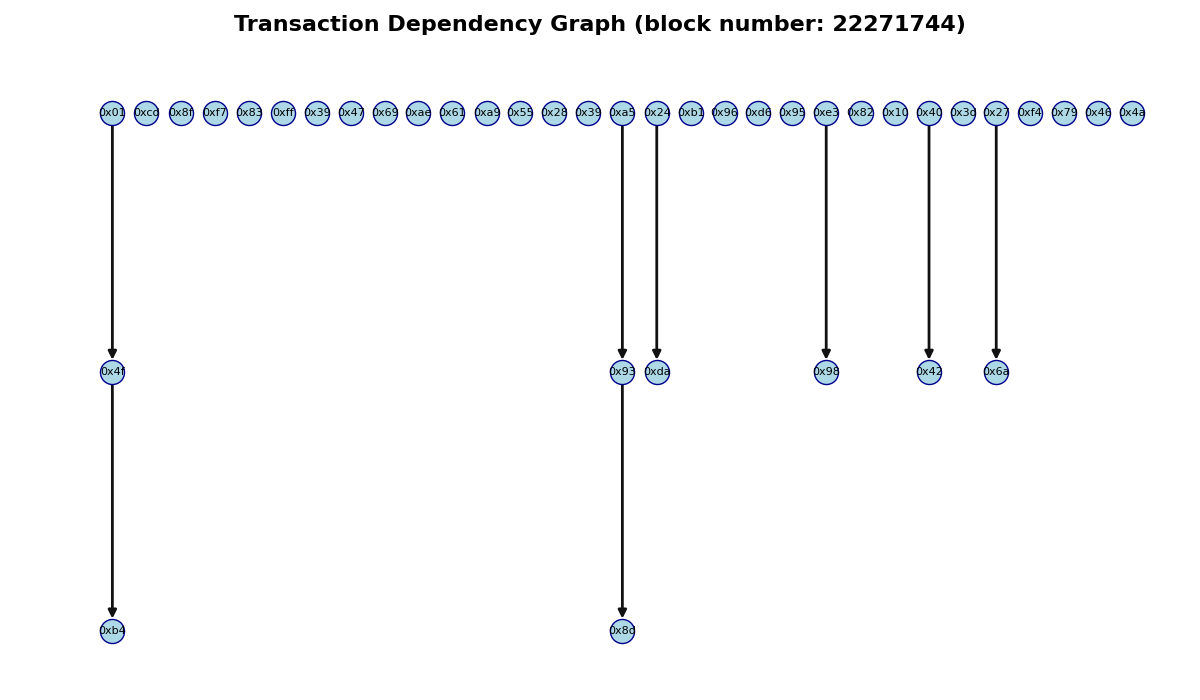 Transaction Dependency Graph (block number: 22271744)
0x01 0xcd 0x8f 0xf7 0x83 0xff 0x39 0x47 0x69 0xae 0x61 0xa9 0x55 0x28 0x39 0xa5 0x24 0xb1 0x96 0xd6 0x95 0xe3 0x82 0x10 0x40 0x3d 0x27 0xf4 0x79 0x46 0x4a
0x4f 0x93 0xda 0x98 0x42 0x6a
0xb4 0x8d